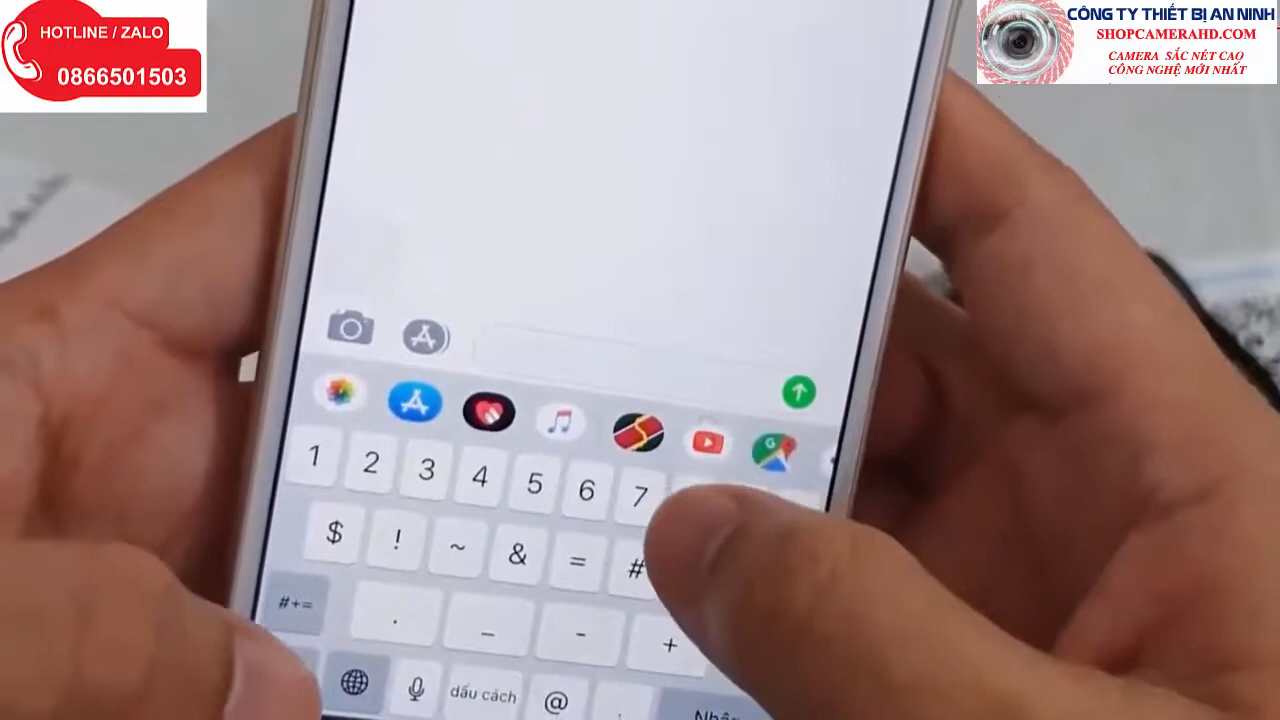 HOTLINE / ZALO
0866501503
CÔNG TY THIẾT BỊ AN NINH
SHOPCAMERAHD.COM
CAMERA SẮC NÉT CAO
CÔNG NGHỆ MỚI NHẤT
1 2 3 4 5 6 7
$ ! ~ & = #
#+= . _ - +
dấu cách @ .